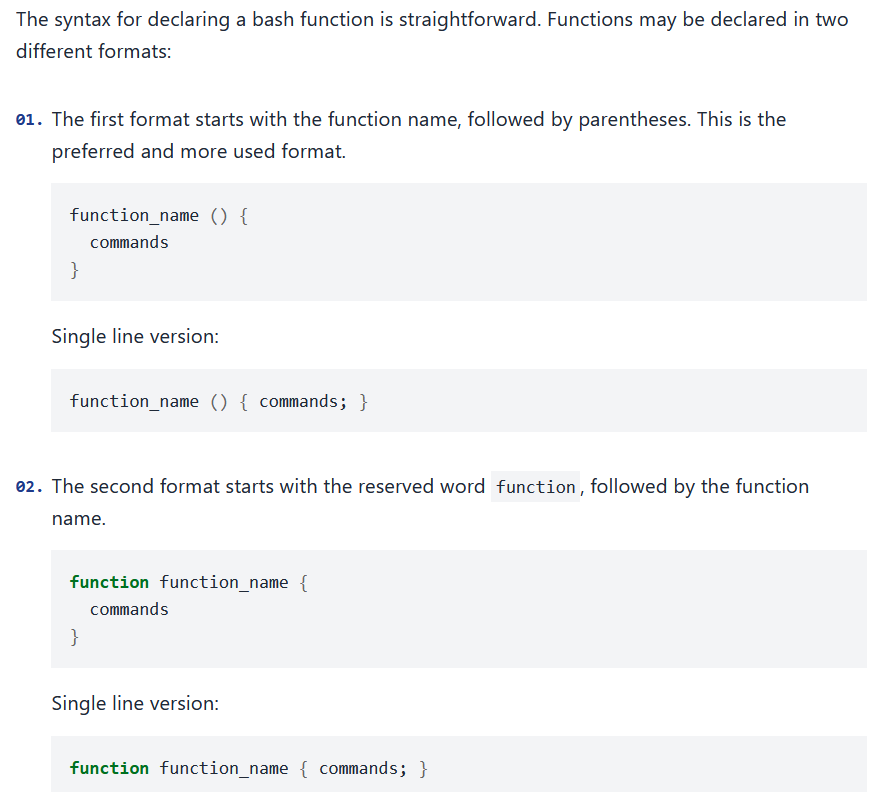 The syntax for declaring a bash function is straightforward. Functions may be declared in two
different formats:
01. The first format starts with the function name, followed by parentheses. This is the
preferred and more used format.
function_name () {
  commands
}
Single line version:
function_name () { commands; }
02. The second format starts with the reserved word function, followed by the function
name.
function function_name {
  commands
}
Single line version:
function function_name { commands; }